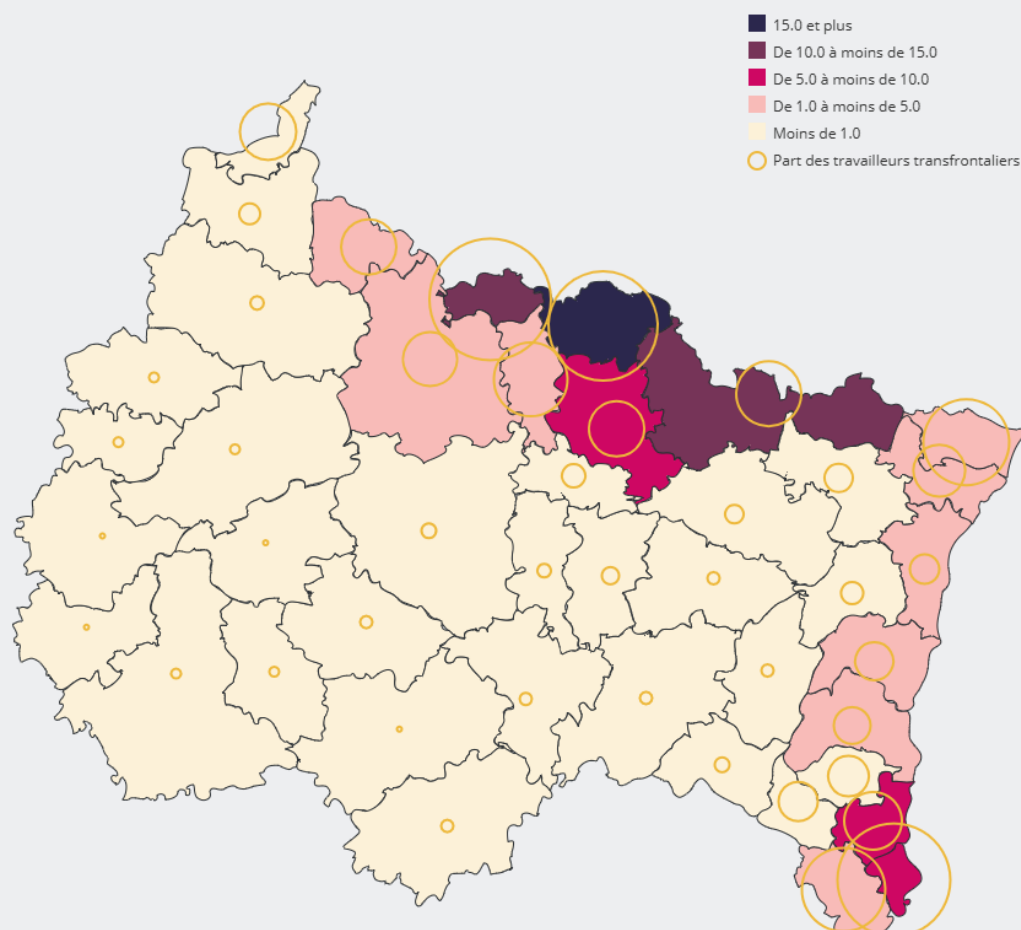 15.0 et plus
De 10.0 à moins de 15.0
De 5.0 à moins de 10.0
De 1.0 à moins de 5.0
Moins de 1.0
Part des travailleurs transfrontaliers